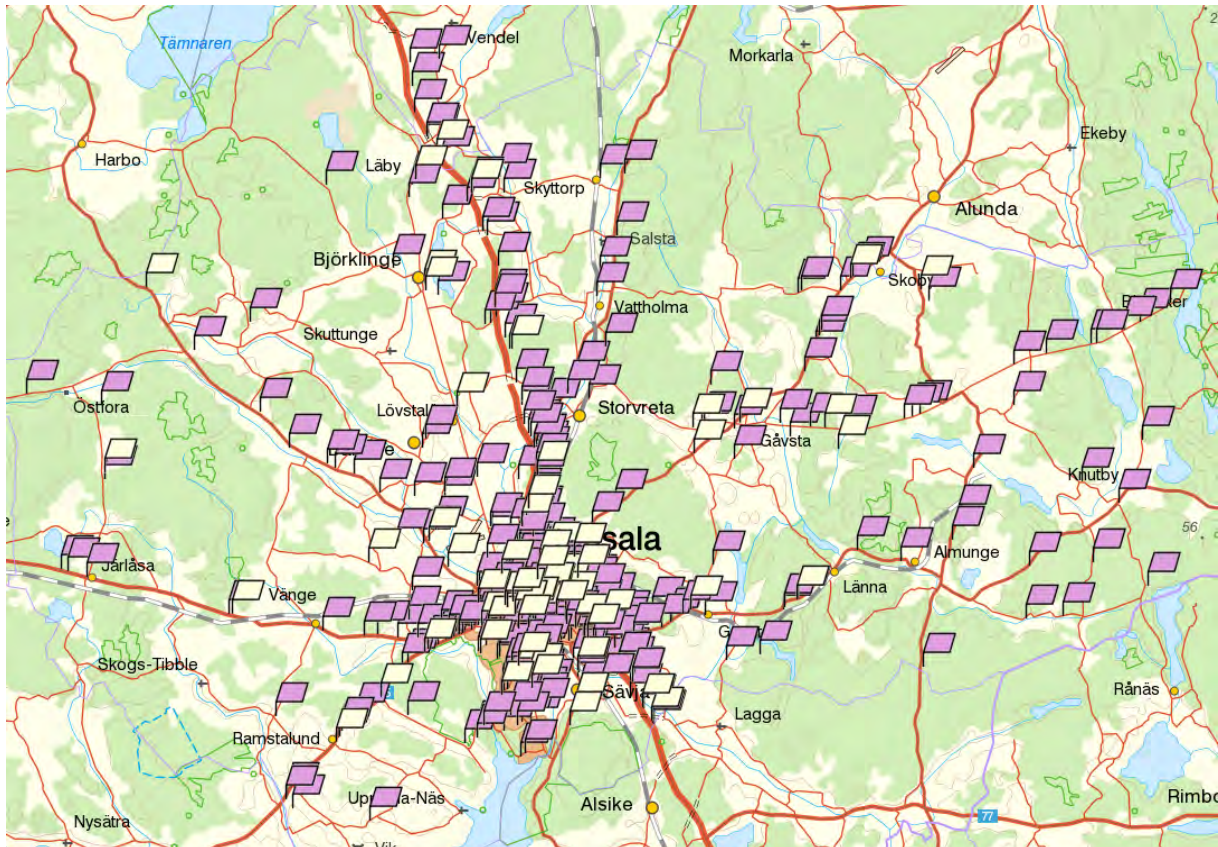 Tämnaren
Vendel
Morkarla
Ekeby
Harbo
Läby
Skyttorp
Alunda
Salsta
Björklinge
Skoby
Vattholma
Skuttunge
Östfora
Lövstal
Storvreta
Gåvsta
Knutby
56
sala
Almunge
Järlåsa
Länna
Vänge
Skogs-Tibble
Sävja
Rånäs
Lagga
Ramstalund
Alsike
Rimbo
77
Nysätra